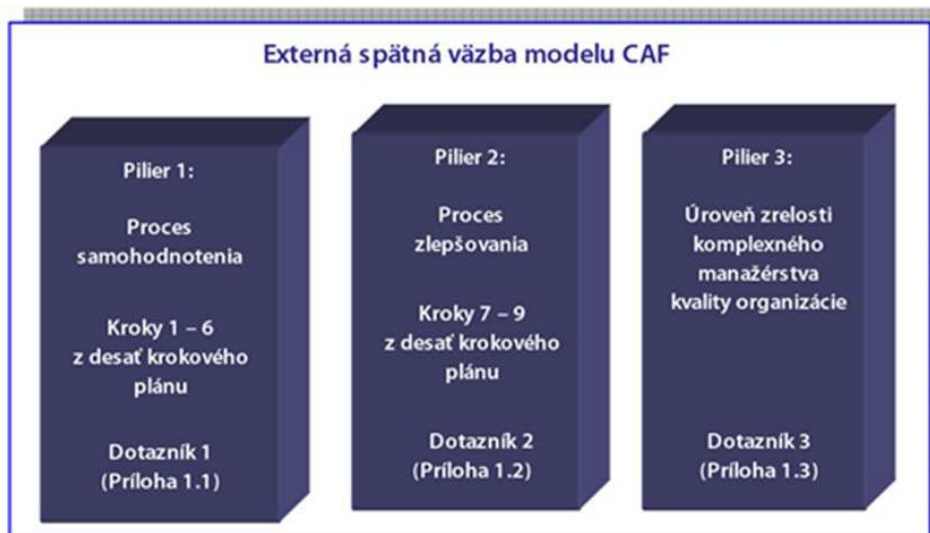 Externá spätná väzba modelu CAF
Pilier 1:
Proces
samohodnotenia
Kroky 1 – 6
z desať krokového
plánu
Dotazník 1
(Príloha 1.1)
Pilier 2:
Proces
zlepšovania
Kroky 7 – 9
z desať krokového
plánu
Dotazník 2
(Príloha 1.2)
Pilier 3:
Úroveň zrelosti
komplexného
manažérstva
kvality organizácie
Dotazník 3
(Príloha 1.3)